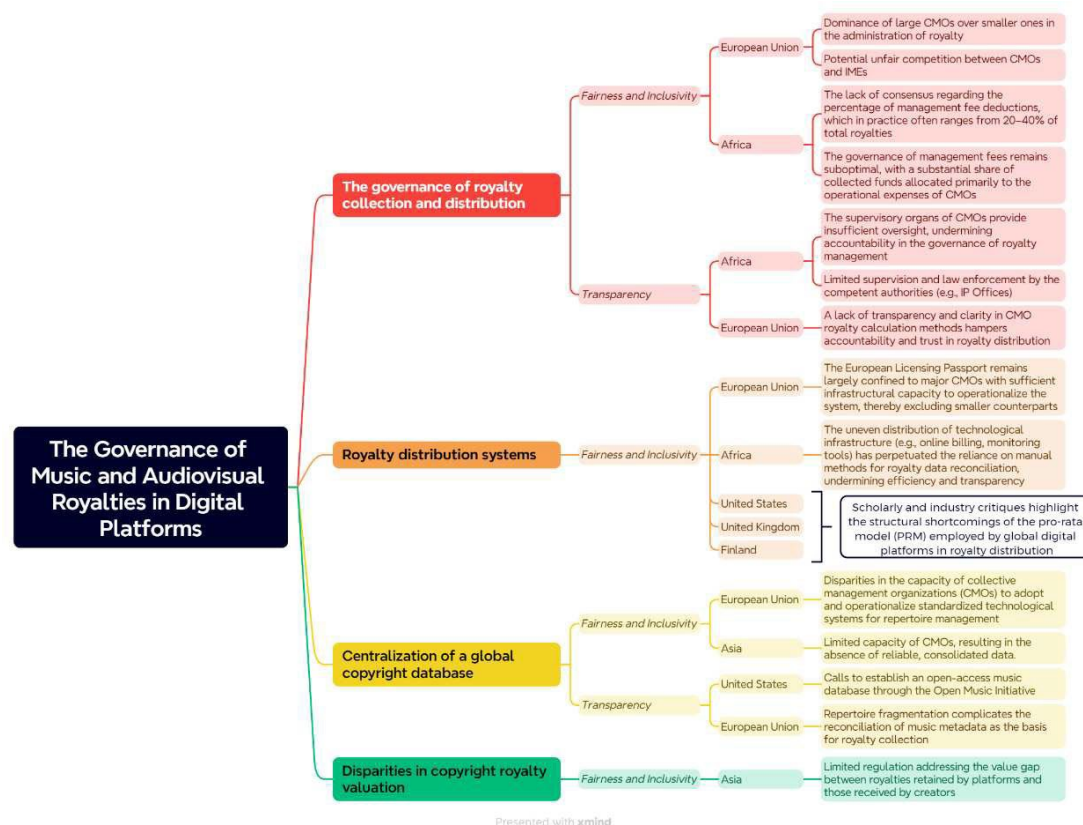 The Governance of
Music and Audiovisual
Royalties in Digital
Platforms
The governance of royalty
collection and distribution
Fairness and Inclusivity
European Union
Dominance of large CMOs over smaller ones in
the administration of royalty
Potential unfair competition between CMOs
and IMEs
Africa
The lack of consensus regarding the
percentage of management fee deductions,
which in practice often ranges from 20–40% of
total royalties
The governance of management fees remains
suboptimal, with a substantial share of
collected funds allocated primarily to the
operational expenses of CMOs
Transparency
Africa
The supervisory organs of CMOs provide
insufficient oversight, undermining
accountability in the governance of royalty
management
Limited supervision and law enforcement by the
competent authorities (e.g., IP Offices)
European Union
A lack of transparency and clarity in CMO
royalty calculation methods hampers
accountability and trust in royalty distribution
Royalty distribution systems
Fairness and Inclusivity
European Union
The European Licensing Passport remains
largely confined to major CMOs with sufficient
infrastructural capacity to operationalize the
system, thereby excluding smaller counterparts
Africa
The uneven distribution of technological
infrastructure (e.g., online billing, monitoring
tools) has perpetuated the reliance on manual
methods for royalty data reconciliation,
undermining efficiency and transparency
United States
United Kingdom
Finland
Scholarly and industry critiques highlight
the structural shortcomings of the pro-rata
model (PRM) employed by global digital
platforms in royalty distribution
Centralization of a global
copyright database
Fairness and Inclusivity
European Union
Disparities in the capacity of collective
management organizations (CMOs) to adopt
and operationalize standardized technological
systems for repertoire management
Asia
Limited capacity of CMOs, resulting in the
absence of reliable, consolidated data.
Transparency
United States
Calls to establish an open-access music
database through the Open Music Initiative
European Union
Repertoire fragmentation complicates the
reconciliation of music metadata as the basis
for royalty collection
Disparities in copyright royalty
valuation
Fairness and Inclusivity
Asia
Limited regulation addressing the value gap
between royalties retained by platforms and
those received by creators
Presented with xmind